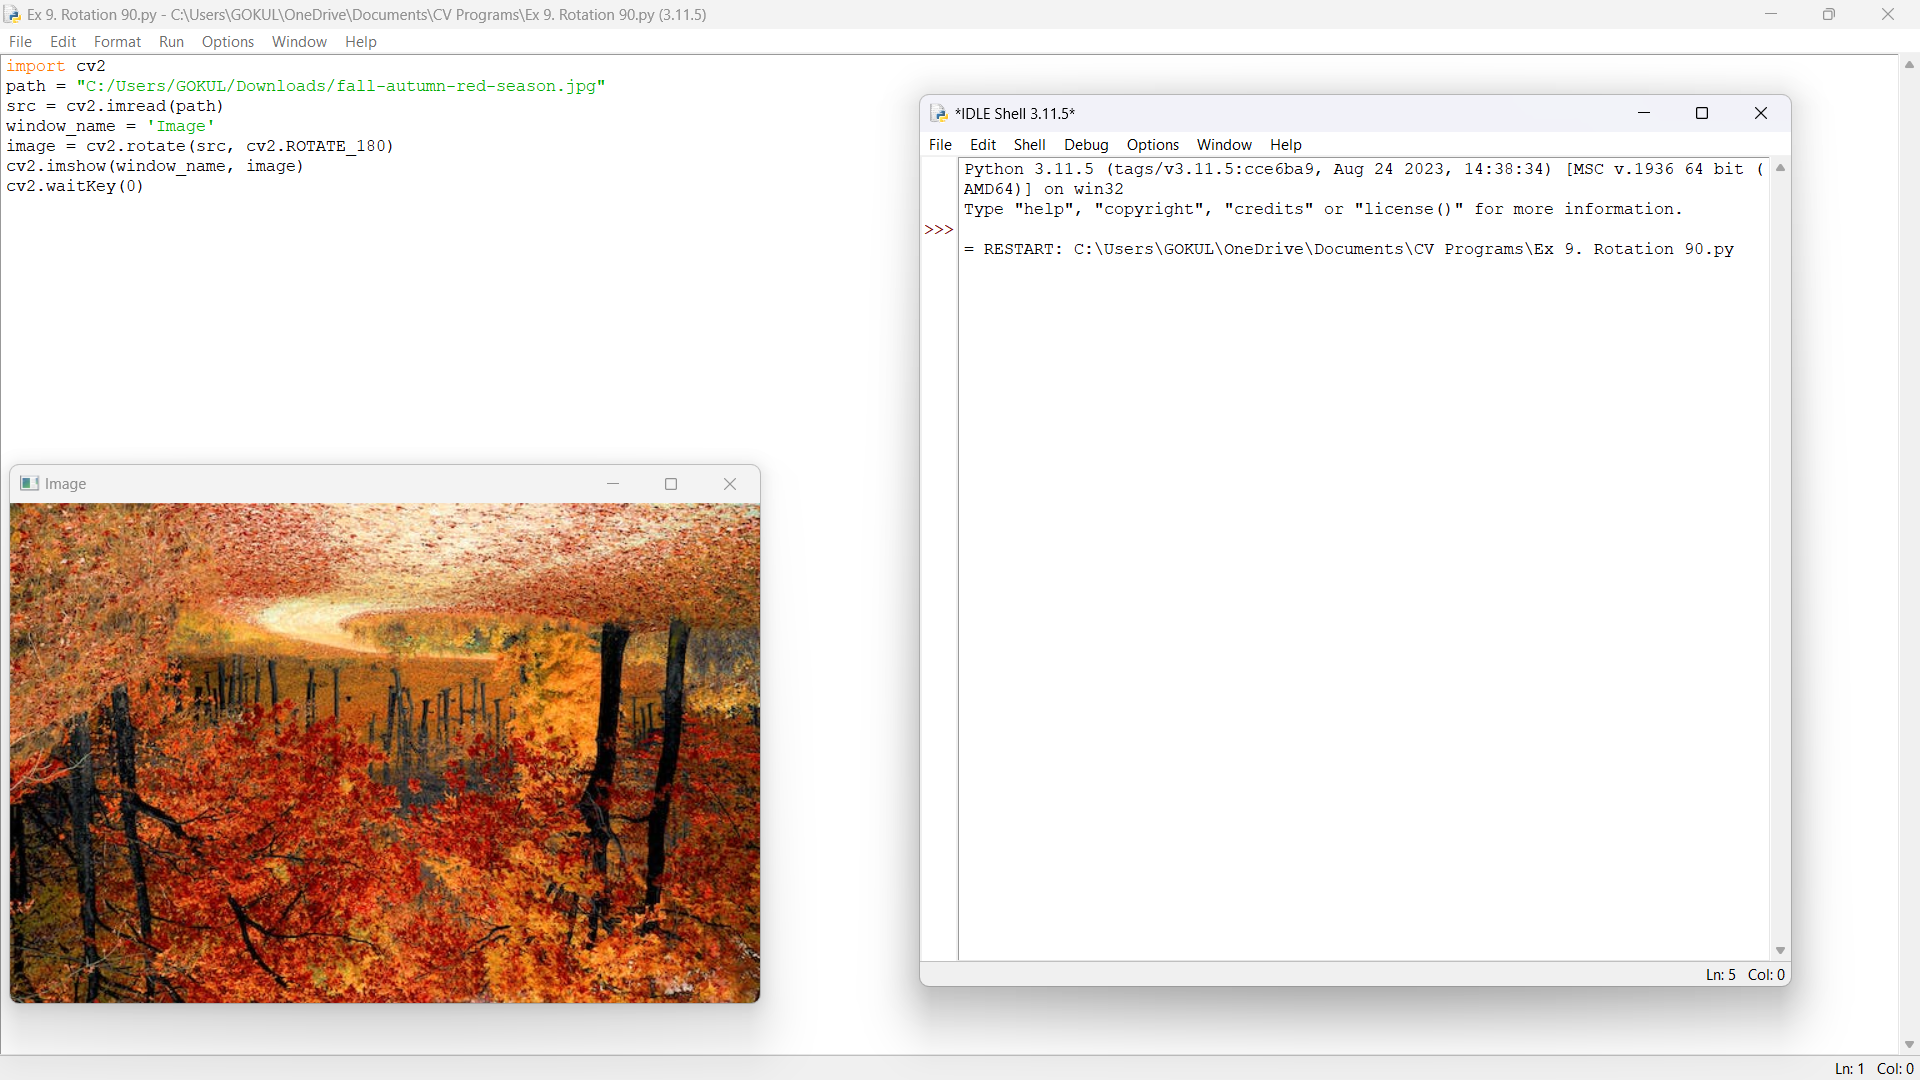 Ex 9. Rotation 90.py - C:\Users\GOKUL\OneDrive\Documents\CV Programs\Ex 9. Rotation 90.py (3.11.5)
File Edit Format Run Options Window Help
import cv2
path = "C:/Users/GOKUL/Downloads/fall-autumn-red-season.jpg"
src = cv2.imread(path)
window_name = 'Image'
image = cv2.rotate(src, cv2.ROTATE_180)
cv2.imshow(window_name, image)
cv2.waitKey(0)
*IDLE Shell 3.11.5*
File Edit Shell Debug Options Window Help
Python 3.11.5 (tags/v3.11.5:cce6ba9, Aug 24 2023, 14:38:34) [MSC v.1936 64 bit (
AMD64)] on win32
Type "help", "copyright", "credits" or "license()" for more information.
>>>
= RESTART: C:\Users\GOKUL\OneDrive\Documents\CV Programs\Ex 9. Rotation 90.py
Ln: 5 Col: 0
Image
Ln: 1 Col: 0